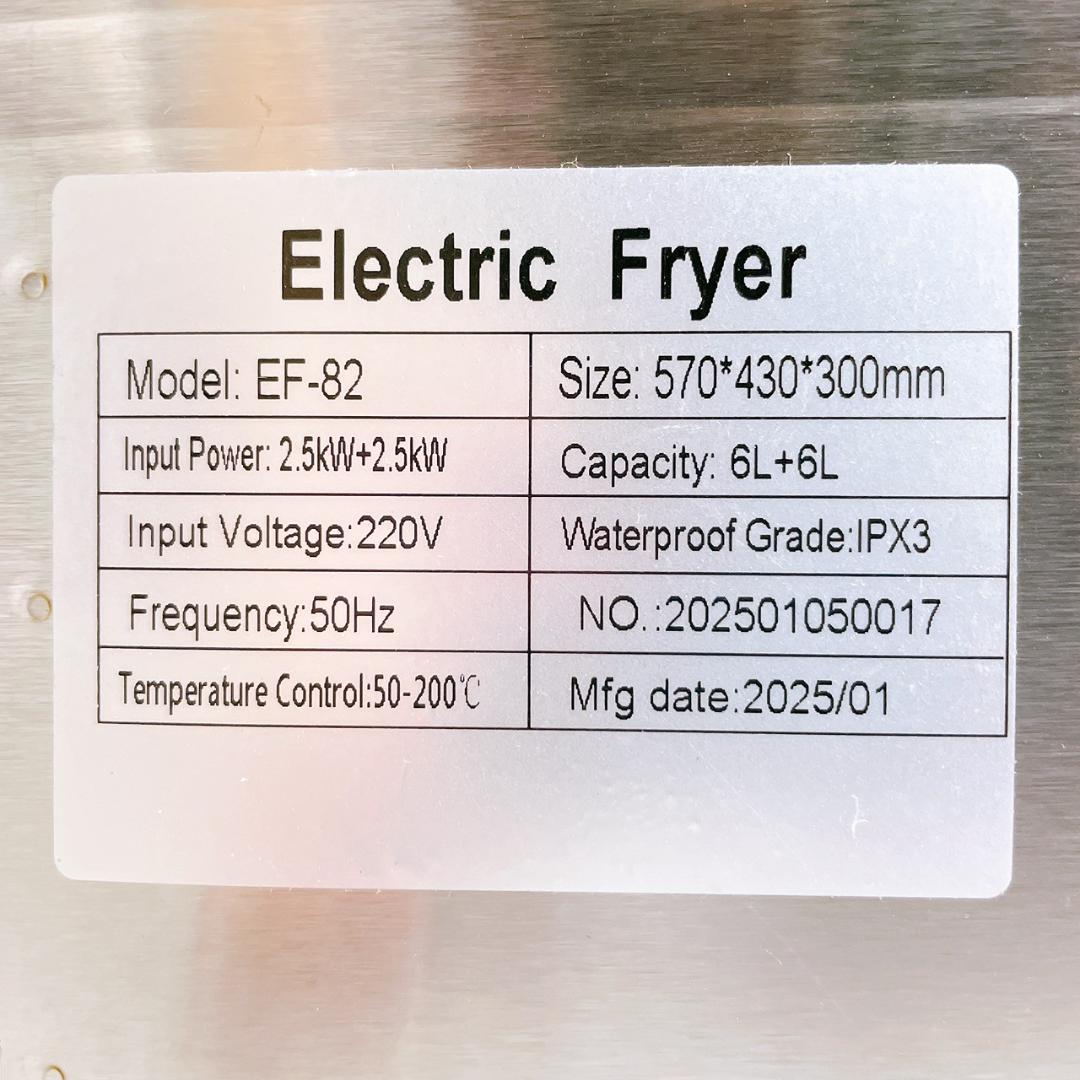 Electric Fryer
Model: EF-82
Size: 570*430*300mm
Input Power: 2.5kW+2.5kW
Capacity: 6L+6L
Input Voltage:220V
Waterproof Grade:IPX3
Frequency:50Hz
NO.:202501050017
Temperature Control:50-200℃
Mfg date:2025/01